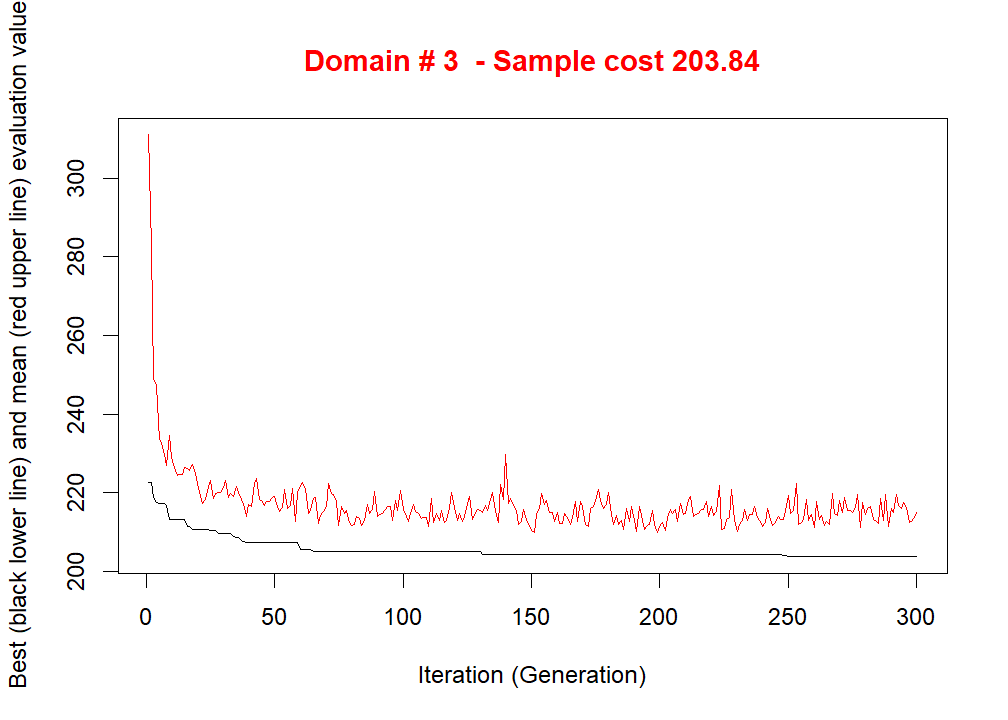 Domain # 3  - Sample cost 203.84
Best (black lower line) and mean (red upper line) evaluation value
300
280
260
240
220
200
0 50 100 150 200 250 300
Iteration (Generation)